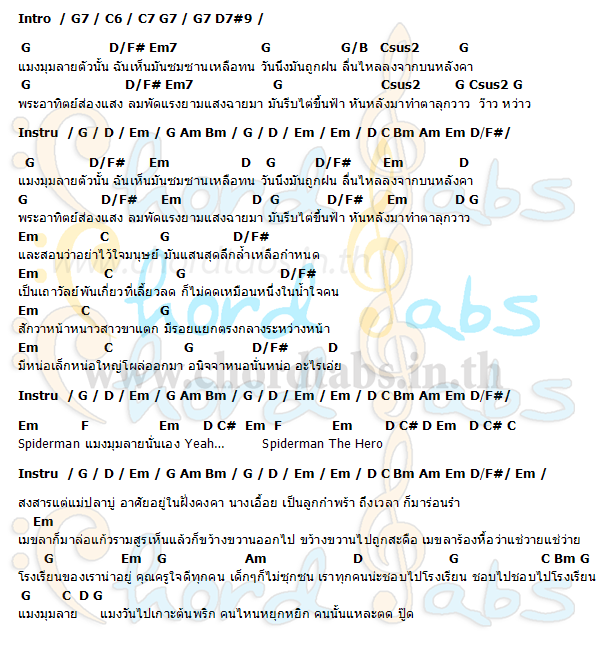 Intro / G7 / C6 / C7 G7 / G7 D7#9 /
G D/F# Em7 G G/B Csus2 G
แมงมุมลายตัวนั้น ฉันเห็นมันซมซานเหลือทน วันนึงมันถูกฝน ลื่นไหลลงจากบนหลังคา
G D/F# Em7 G Csus2 G Csus2 G
พระอาทิตย์ส่องแสง ลมพัดแรงยามแสงฉายมา มันรีบไต่ขึ้นฟ้า หันหลังมาทำตาลุกวาว ว๊าว หว่าว
Instru / G / D / Em / G Am Bm / G / D / Em / Em / D C Bm Am Em D/F#/
G D/F# Em D G D/F# Em D
แมงมุมลายตัวนั้น ฉันเห็นมันซมซานเหลือทน วันนึงมันถูกฝน ลื่นไหลลงจากบนหลังคา
G D/F# Em D G D/F# Em D G
พระอาทิตย์ส่องแสง ลมพัดแรงยามแสงฉายมา มันรีบไต่ขึ้นฟ้า หันหลังมาทำตาลุกวาว
Em C G D/F#
และสอนว่าอย่าไว้ใจมนุษย์ มันแสนสุดลึกล้ำเหลือกำหนด
Em C G D/F#
เป็นเถาวัลย์พันเกี่ยวที่เลี้ยวลด ก็ไม่คดเหมือนหนึ่งในน้ำใจคน
Em C G
สักวาหน้าหนาวสาวขาแตก มีรอยแยกตรงกลางระหว่างหน้า
Em C G D/F# D
มีหน่อเล็กหน่อใหญ่โผล่ออกมา อนิจจาหนอนั่นหน่อ อะไรเอ่ย
Instru / G / D / Em / G Am Bm / G / D / Em / Em / D C Bm Am Em D/F#/
Em F Em D C# Em F Em D C# D Em D C# C
Spiderman แมงมุมลายนั่นเอง Yeah... Spiderman The Hero
Instru / G / D / Em / G Am Bm / G / D / Em / Em / D C Bm Am Em D/F#/ Em /
สงสารแต่แม่ปลาบู่ อาศัยอยู่ในฝั่งคงคา นางเอื้อย เป็นลูกกำพร้า ถึงเวลา ก็มาร่อนรำ
Em
เมขลาก็มาล่อแก้วรามสูรเห็นแล้วก็ขว้างขวานออกไป ขว้างขวานไปถูกสะดือ เมขลาร้องหื้อว่าแช่วายแช่วาย
G Em G Am D G C Bm G
โรงเรียนของเราน่าอยู่ คุณครูใจดีทุกคน เด็กๆก็ไม่ซุกซน เราทุกคนน่ะชอบไปโรงเรียน ชอบไปชอบไปโรงเรียน
G C D G
แมงมุมลาย แมงวันไปเกาะต้นพริก คนไหนหยุกหยิก คนนั้นแหละตด ปู๊ด
www.chordtabs.in.th